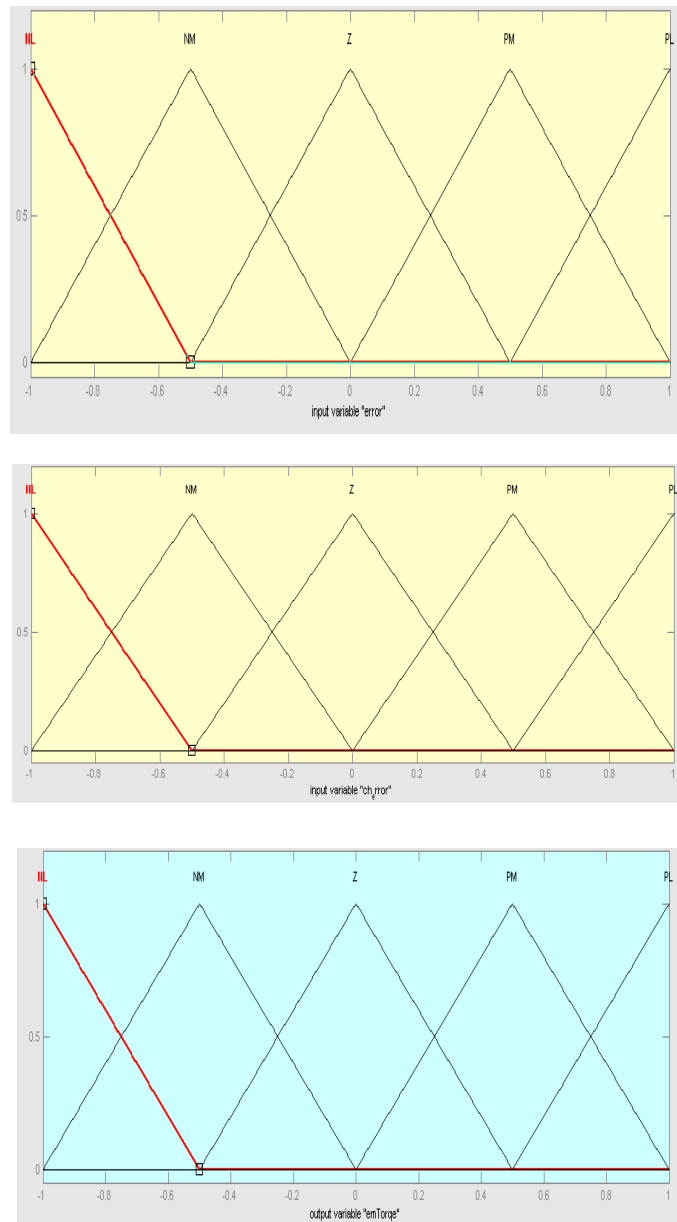 NL NM Z PM PL
1
0.5
0
-1 -0.8 -0.6 -0.4 -0.2 0 0.2 0.4 0.6 0.8 1
input variable "error"
NL NM Z PM PL
1
0.5
0
-1 -0.8 -0.6 -0.4 -0.2 0 0.2 0.4 0.6 0.8 1
input variable "ch_error"
NL NM Z PM PL
1
0.5
0
-1 -0.8 -0.6 -0.4 -0.2 0 0.2 0.4 0.6 0.8 1
output variable "emTorqe"